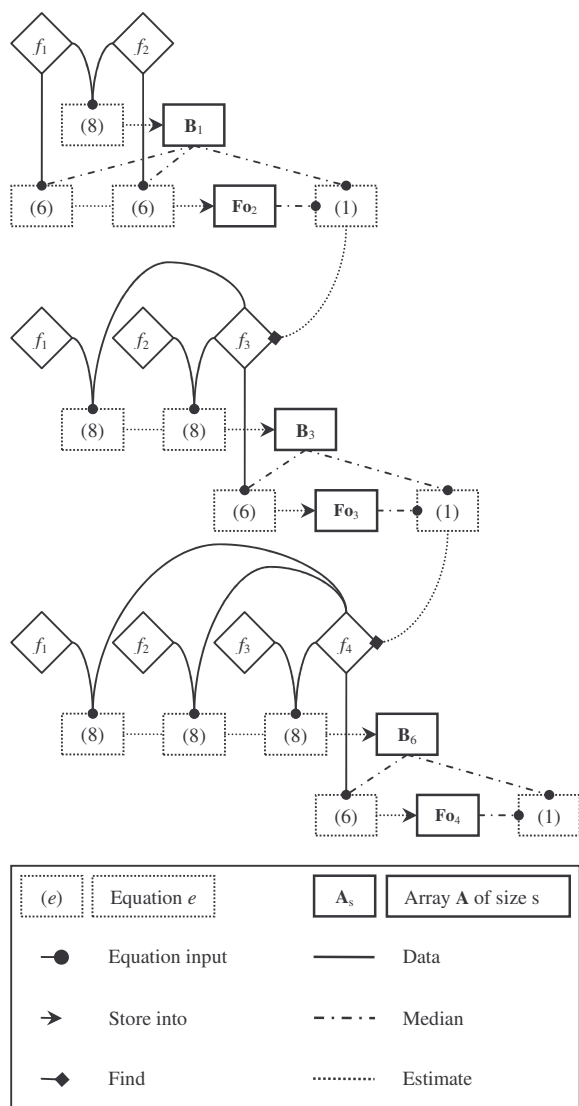 f₁ f₂
(8) B₁
(6) (6) Fo₂ (1)
f₁ f₂ f₃
(8) (8) B₃
(6) Fo₃ (1)
f₁ f₂ f₃ f₄
(8) (8) (8) B₆
(6) Fo₄ (1)
(e) Equation e Aₛ Array A of size s
Equation input Data
Store into Median
Find Estimate